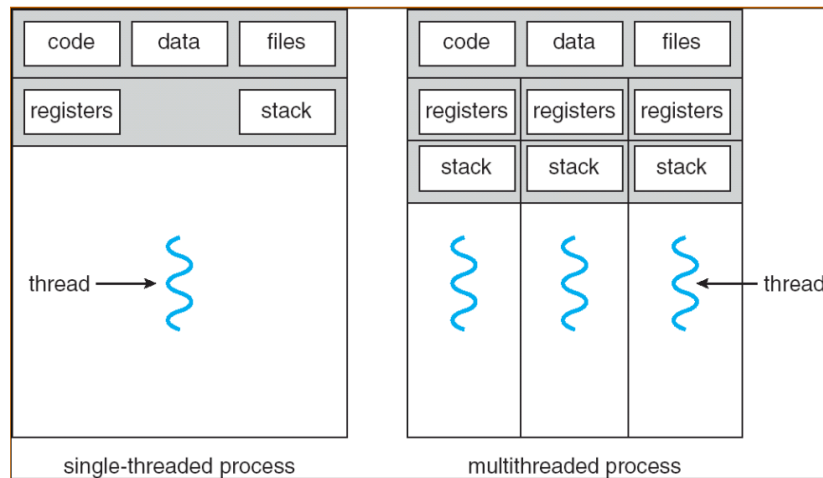 code data files code data files
registers stack registers registers registers
stack stack stack
thread thread
single-threaded process multithreaded process